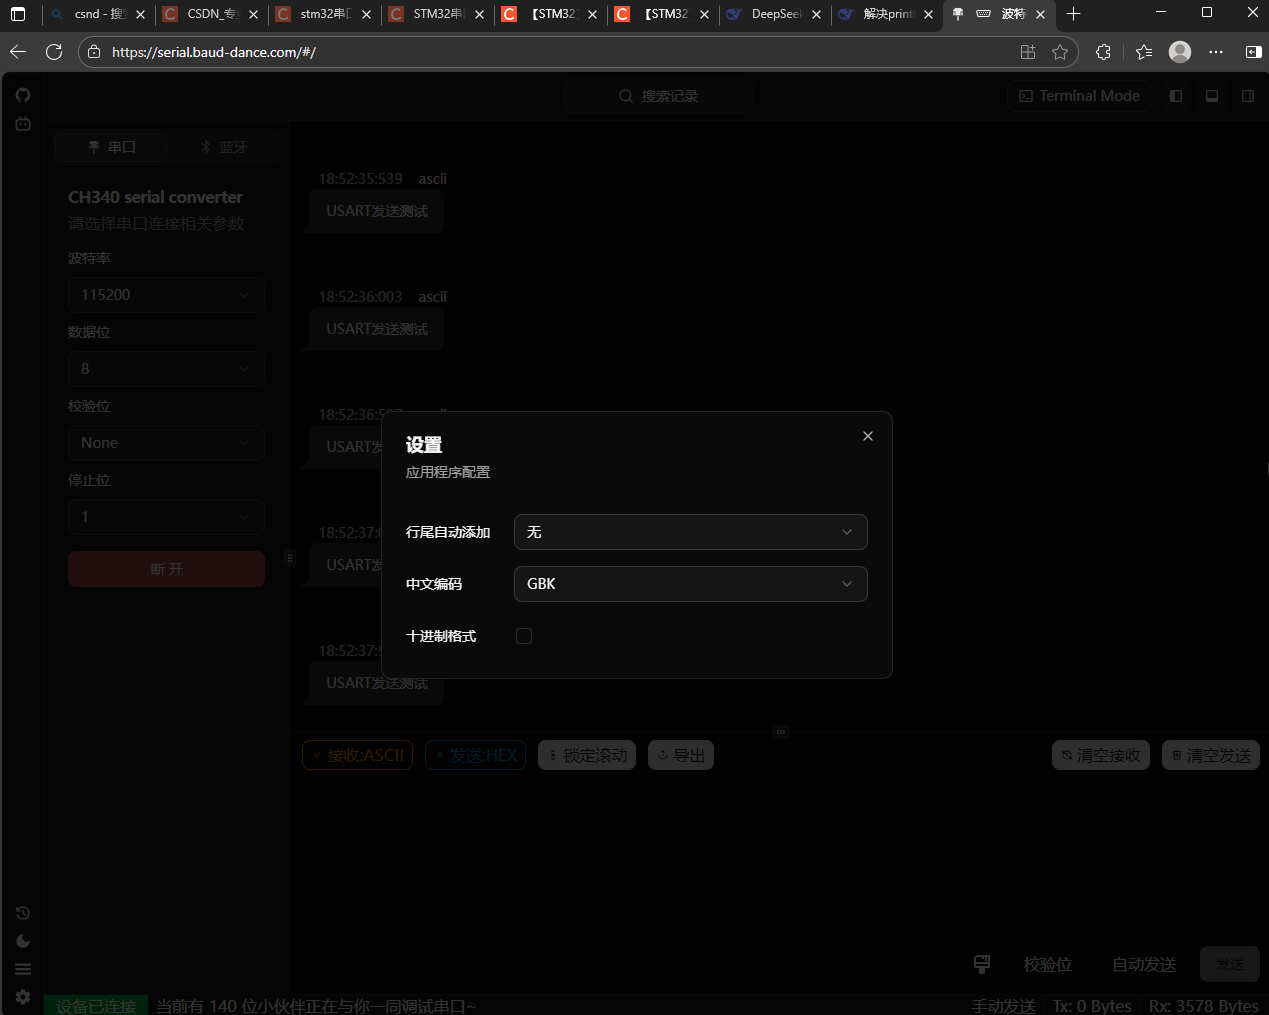 csnd - 搜
CSDN_专
stm32串口
STM32串
【STM32
【STM32
DeepSeek
解决print
波特
https://serial.baud-dance.com/#/
搜索记录
Terminal Mode
串口
蓝牙
CH340 serial converter
请选择串口连接相关参数
波特率
115200
数据位
8
校验位
None
停止位
1
断 开
18:52:35:539 ascii
USART发送测试
18:52:36:003 ascii
USART发送测试
18:52:36:5
USART发
18:52:37:
USART发
18:52:37:
USART发送测试
设置
应用程序配置
行尾自动添加
无
中文编码
GBK
十进制格式
接收:ASCII
发送:HEX
锁定滚动
导出
清空接收
清空发送
校验位
自动发送
发送
设备已连接
当前有 140 位小伙伴正在与你一同调试串口~
手动发送
Tx: 0 Bytes
Rx: 3578 Bytes